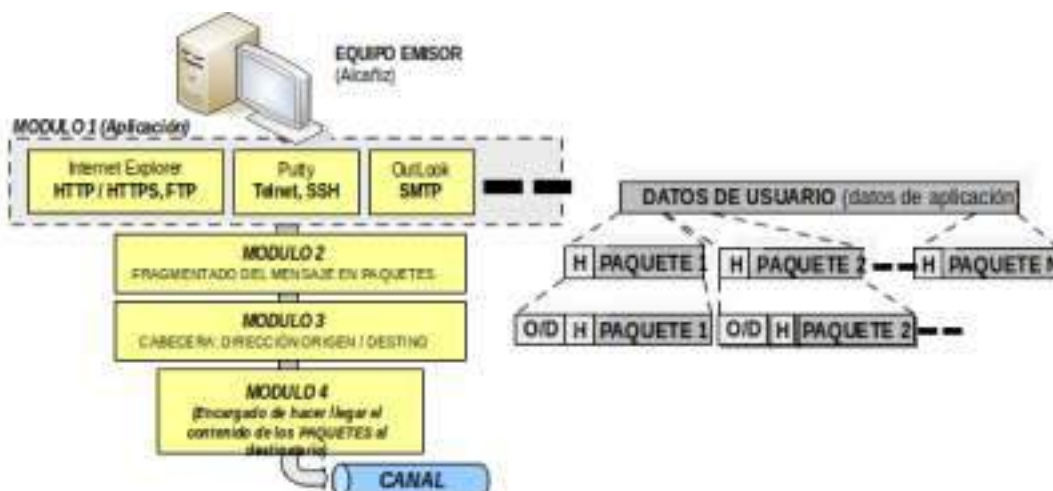 EQUIPO EMISOR
(Alcañiz)
MODULO 1 (Aplicación)
Internet Explorer
HTTP / HTTPS, FTP
Putty
Telnet, SSH
OutLook
SMTP
MODULO 2
FRAGMENTADO DEL MENSAJE EN PAQUETES
MODULO 3
CABECERA: DIRECCIÓN ORIGEN / DESTINO
MODULO 4
(Encargado de hacer llegar el
contenido de los PAQUETES al
destinatario)
CANAL
DATOS DE USUARIO (datos de aplicación)
H PAQUETE 1
H PAQUETE 2
H PAQUETE N
O/D H PAQUETE 1
O/D H PAQUETE 2